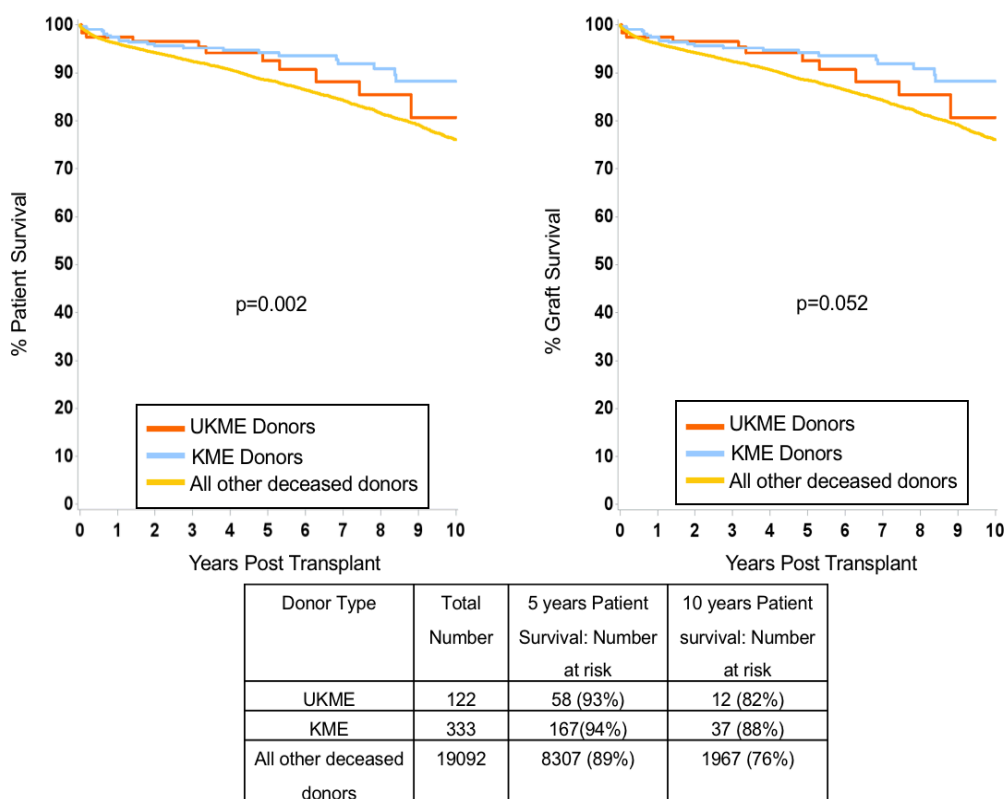 100
90
80
70
60
50
40
30
20
10
0
% Patient Survival
p=0.002
UKME Donors
KME Donors
All other deceased donors
0 1 2 3 4 5 6 7 8 9 10
Years Post Transplant
100
90
80
70
60
50
40
30
20
10
0
% Graft Survival
p=0.052
UKME Donors
KME Donors
All other deceased donors
0 1 2 3 4 5 6 7 8 9 10
Years Post Transplant
Donor Type
Total
Number
5 years Patient
Survival: Number
at risk
10 years Patient
survival: Number
at risk
UKME 122 58 (93%) 12 (82%)
KME 333 167(94%) 37 (88%)
All other deceased
donors
19092 8307 (89%) 1967 (76%)